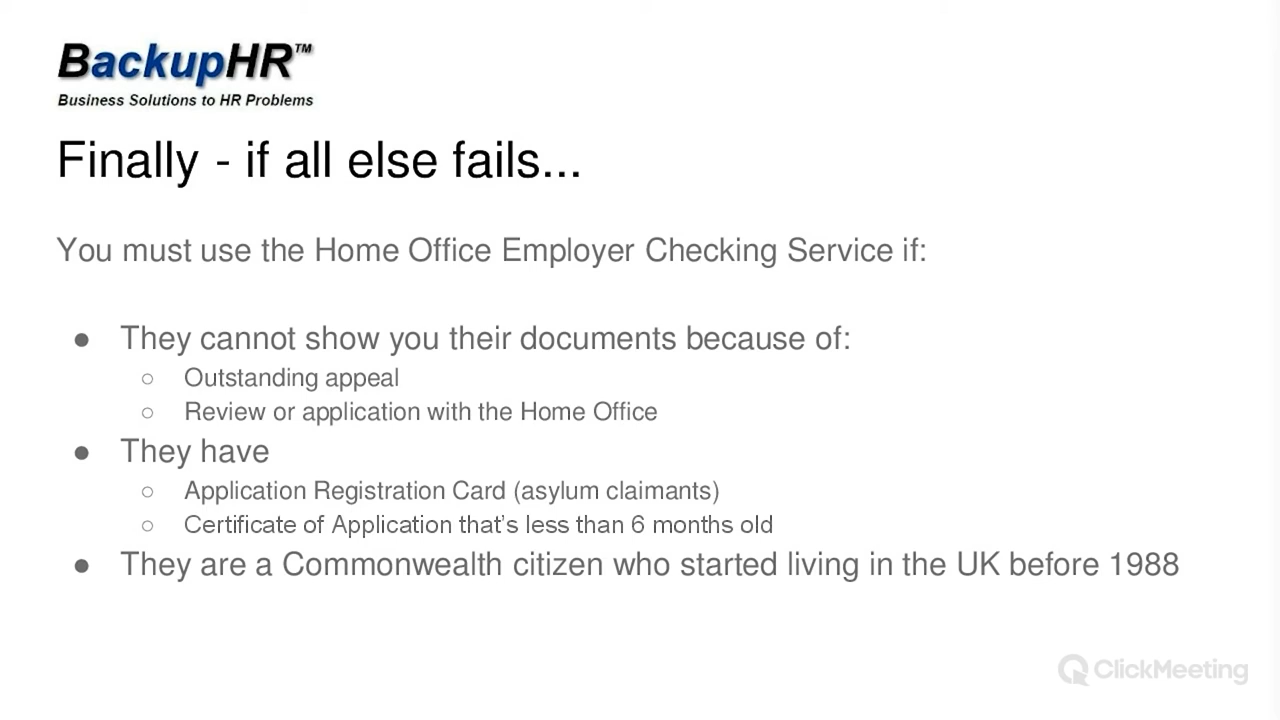 BackupHR™
Business Solutions to HR Problems
Finally - if all else fails...
You must use the Home Office Employer Checking Service if:
● They cannot show you their documents because of:
○ Outstanding appeal
○ Review or application with the Home Office
● They have
○ Application Registration Card (asylum claimants)
○ Certificate of Application that's less than 6 months old
● They are a Commonwealth citizen who started living in the UK before 1988
ClickMeeting